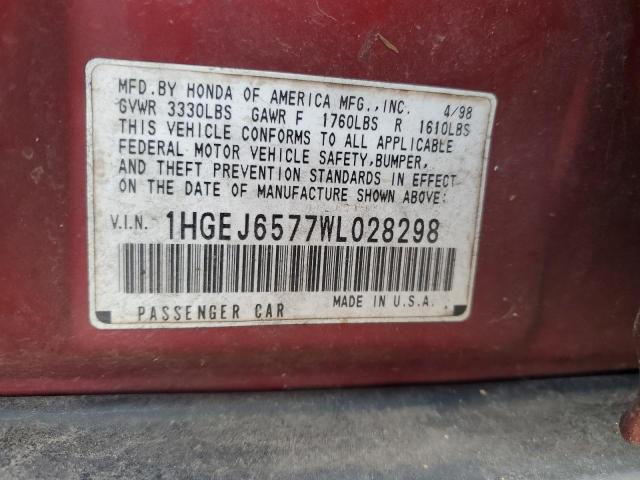 MFD.BY HONDA OF AMERICA MFG.,INC. 4/98
GVWR 3330LBS GAWR F 1760LBS R 1610LBS
THIS VEHICLE CONFORMS TO ALL APPLICABLE
FEDERAL MOTOR VEHICLE SAFETY,BUMPER,
AND THEFT PREVENTION STANDARDS IN EFFECT
ON THE DATE OF MANUFACTURE SHOWN ABOVE:
V.I.N. 1HGEJ6577WL028298
PASSENGER CAR MADE IN U.S.A.